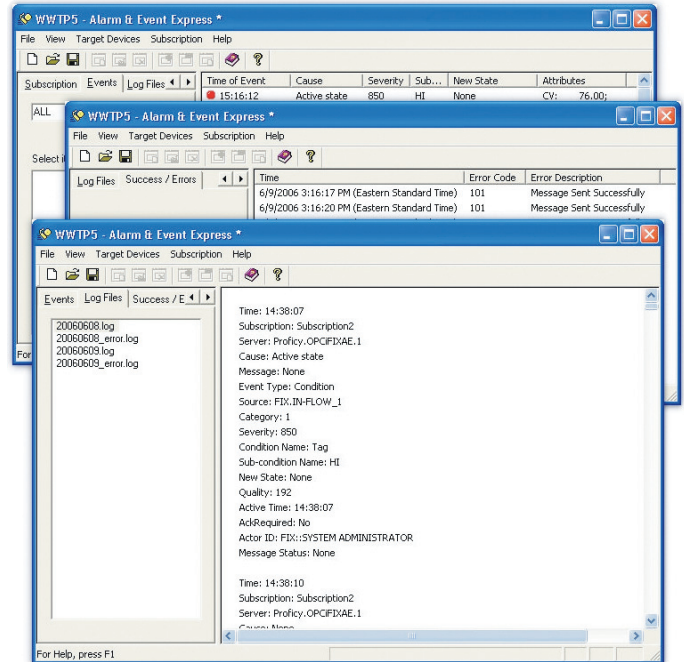 WWTP5 - Alarm & Event Express *
File View Target Devices Subscription Help
Subscription Events Log Files
Time of Event Cause Severity Sub... New State Attributes
15:16:12 Active state 850 HI None CV: 76.00;
ALL
WWTP5 - Alarm & Event Express *
File View Target Devices Subscription Help
Log Files Success / Errors
Time Error Code Error Description
6/9/2006 3:16:17 PM (Eastern Standard Time) 101 Message Sent Successfully
6/9/2006 3:16:20 PM (Eastern Standard Time) 101 Message Sent Successfully
WWTP5 - Alarm & Event Express *
File View Target Devices Subscription Help
Events Log Files Success / E
20060608.log
20060608_error.log
20060609.log
20060609_error.log
Time: 14:38:07
Subscription: Subscription2
Server: Proficy.OPCiFIXAE.1
Cause: Active state
Message: None
Event Type: Condition
Source: FIX.IN-FLOW_1
Category: 1
Severity: 850
Condition Name: Tag
Sub-condition Name: HI
New State: None
Quality: 192
Active Time: 14:38:07
AckRequired: No
Actor ID: FIX::SYSTEM ADMINISTRATOR
Message Status: None
Time: 14:38:10
Subscription: Subscription2
Server: Proficy.OPCiFIXAE.1
Cause: None
For Help, press F1